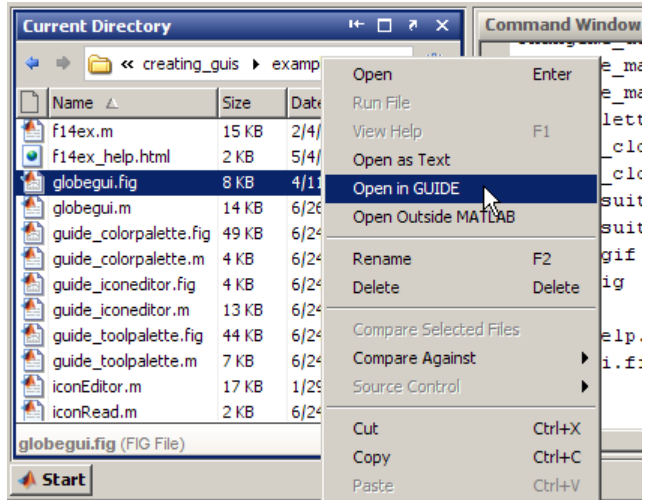 Current Directory
Command Window
« creating_guis
Name Size
f14ex.m 15 KB 2/4/
f14ex_help.html 2 KB 5/4/
globegui.fig 8 KB 4/11
globegui.m 14 KB 6/26
guide_colorpalette.fig 49 KB 6/24
guide_colorpalette.m 4 KB 6/24
guide_iconeditor.fig 4 KB 6/24
guide_iconeditor.m 13 KB 6/24
guide_toolpalette.fig 44 KB 6/24
guide_toolpalette.m 7 KB 6/24
iconEditor.m 17 KB 1/29
iconRead.m 2 KB 6/24
globegui.fig (FIG File)
Start
Open Enter
Run File
View Help F1
Open as Text
Open in GUIDE
Open Outside MATLAB
Rename F2
Delete Delete
Compare Selected Files
Compare Against
Source Control
Cut Ctrl+X
Copy Ctrl+C
Paste Ctrl+V